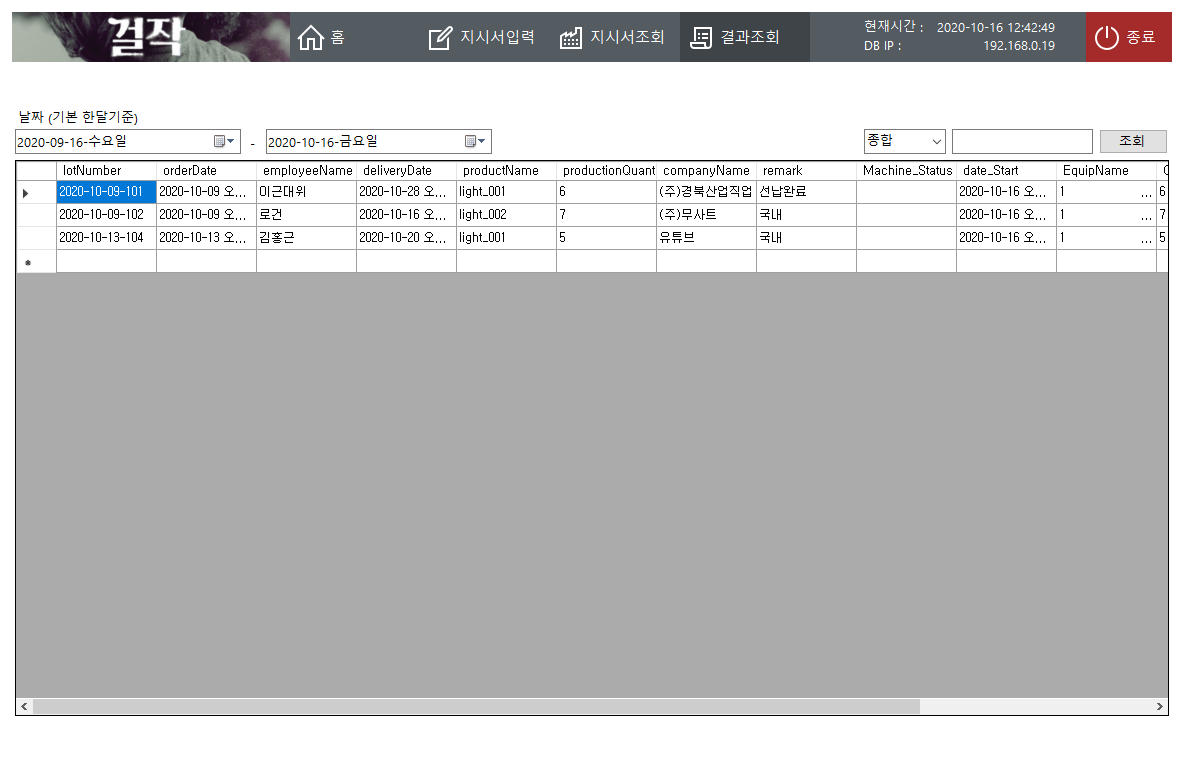 걸작 홈 지시서입력 지시서조회 결과조회 현재시간 : 2020-10-16 12:42:49 종료
DB IP : 192.168.0.19
날짜 (기본 한달기준)
2020-09-16-수요일 - 2020-10-16-금요일 종합 조회
lotNumber orderDate employeeName deliveryDate productName productionQuant companyName remark Machine_Status date_Start EquipName
2020-10-09-101 2020-10-09 오... 이근대위 2020-10-28 오... light_001 6 (주)경북산업직업 선납완료 2020-10-16 오... 1 ... 6
2020-10-09-102 2020-10-09 오... 로건 2020-10-16 오... light_002 7 (주)무사트 국내 2020-10-16 오... 1 ... 7
2020-10-13-104 2020-10-13 오... 김홍근 2020-10-20 오... light_001 5 유튜브 국내 2020-10-16 오... 1 ... 5